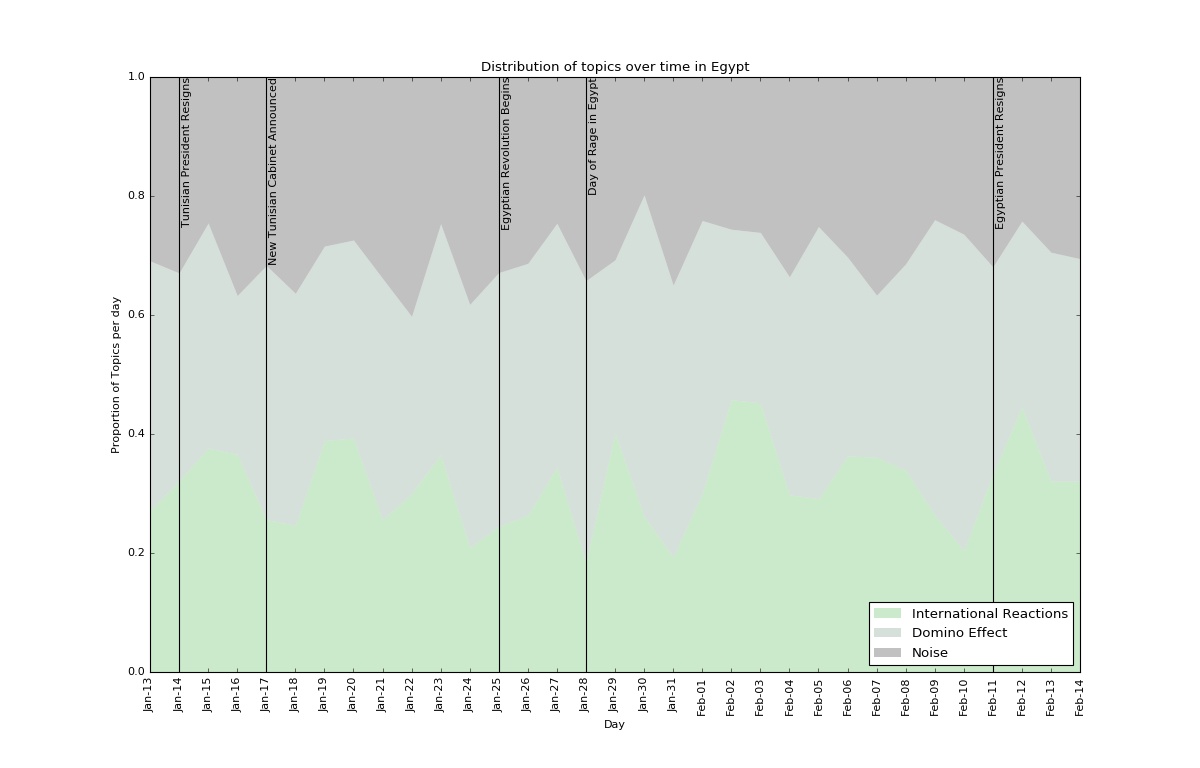 Distribution of topics over time in Egypt
1.0
0.8
0.6
0.4
0.2
0.0
Proportion of Topics per day
Tunisian President Resigns
New Tunisian Cabinet Announced
Egyptian Revolution Begins
Day of Rage in Egypt
Egyptian President Resigns
International Reactions
Domino Effect
Noise
Jan-13
Jan-14
Jan-15
Jan-16
Jan-17
Jan-18
Jan-19
Jan-20
Jan-21
Jan-22
Jan-23
Jan-24
Jan-25
Jan-26
Jan-27
Jan-28
Jan-29
Jan-30
Jan-31
Feb-01
Feb-02
Feb-03
Feb-04
Feb-05
Feb-06
Feb-07
Feb-08
Feb-09
Feb-10
Feb-11
Feb-12
Feb-13
Feb-14
Day